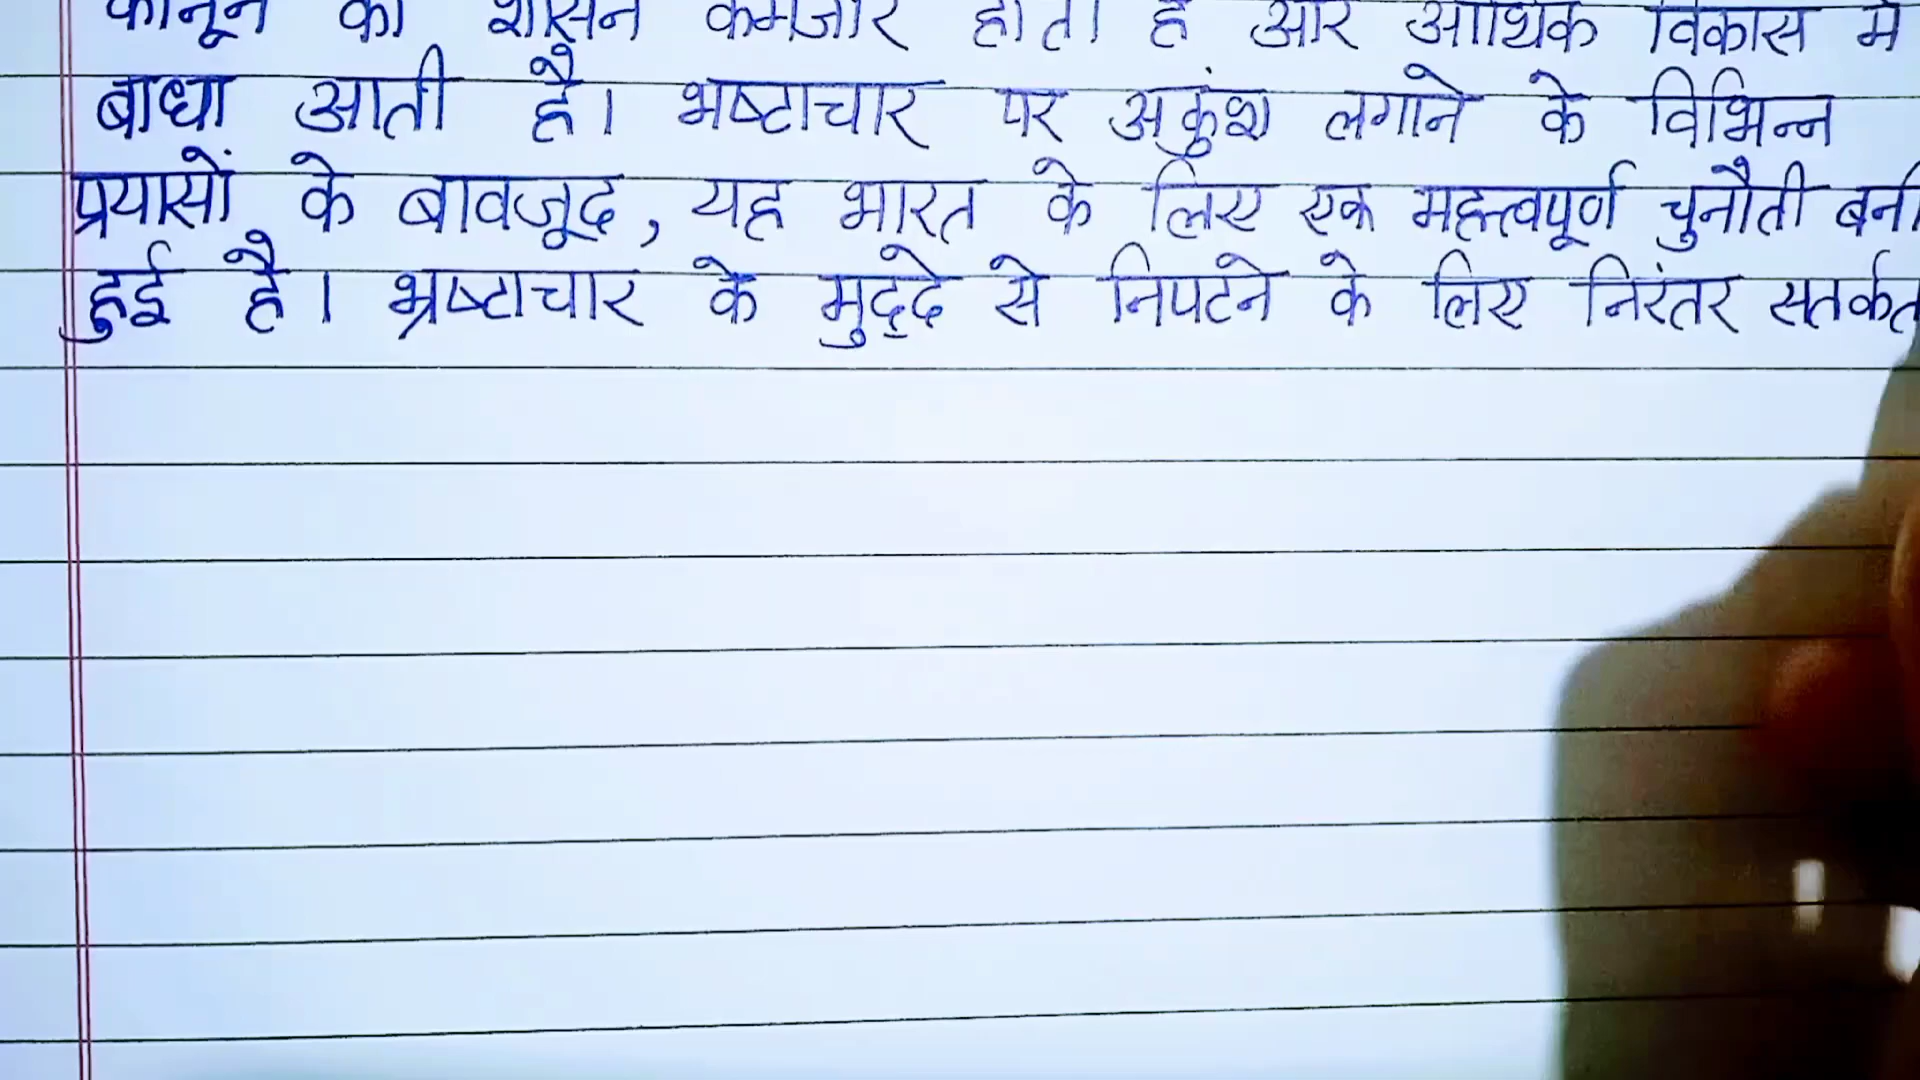 कानून का शासन कमजोर होता है और आर्थिक विकास में
बाधा आती है। भष्टाचार पर अंकुंश लगाने के विभिन्न
प्रयासों के बावजूद, यह भारत के लिए एक महत्त्वपूर्ण चुनौती बनी
हुई है। भ्रष्टाचार के मुद्दे से निपटने के लिए निरंतर सतर्कत